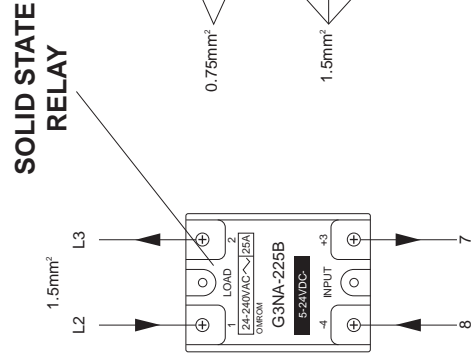 SOLID STATE
RELAY
0.75mm²
1.5mm²
1.5mm²
L2 L3
1 2
LOAD
24-240VAC 25A
OMROM
G3NA-225B
5-24VDC-
INPUT
-4 +3
8 7